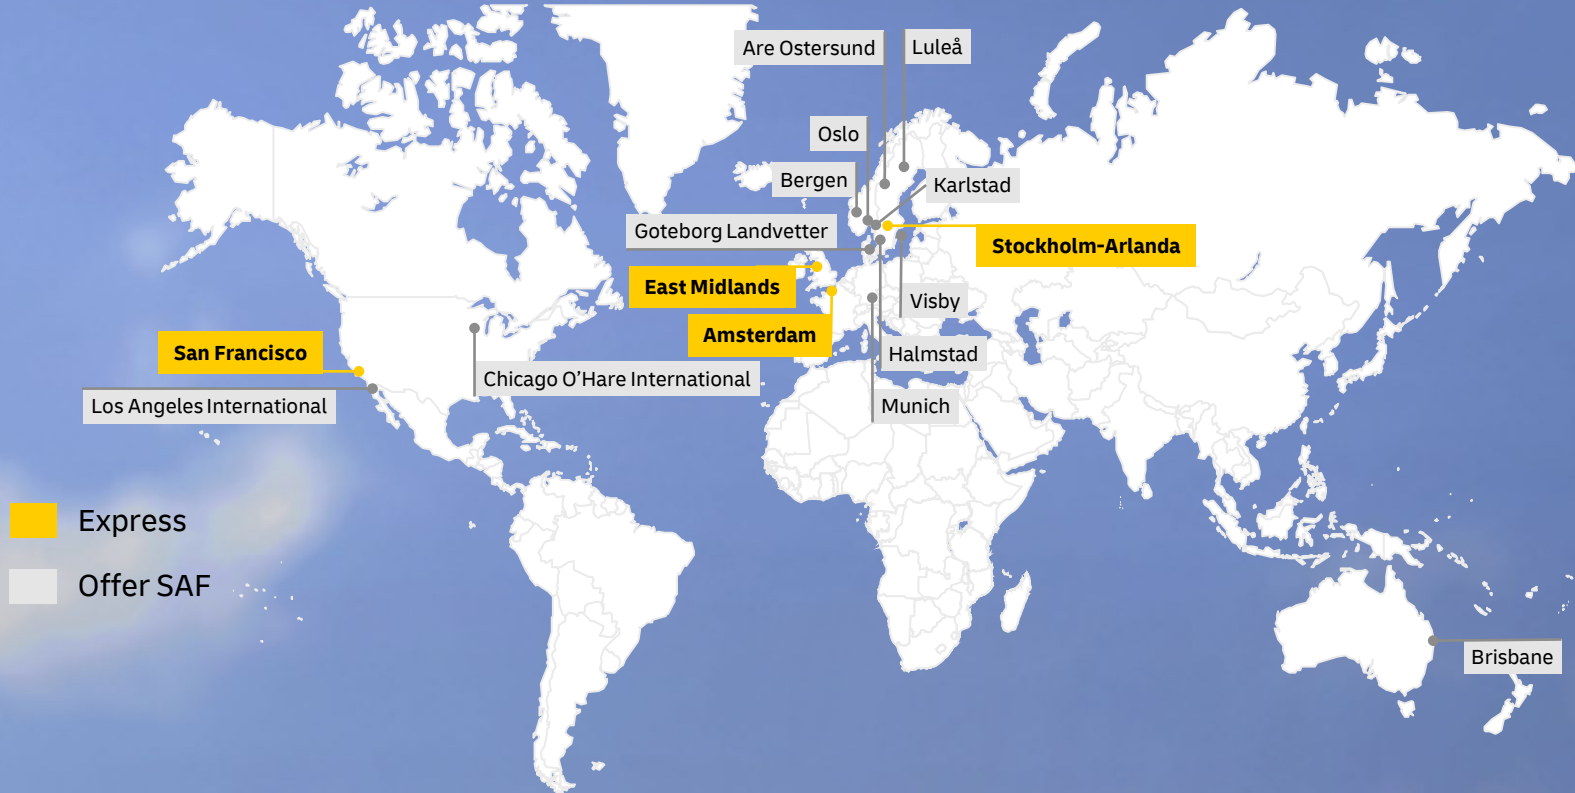 Are Ostersund
Luleå
Oslo
Bergen
Karlstad
Goteborg Landvetter
Stockholm-Arlanda
East Midlands
Visby
Amsterdam
San Francisco
Halmstad
Chicago O’Hare International
Los Angeles International
Munich
Express
Offer SAF
Brisbane